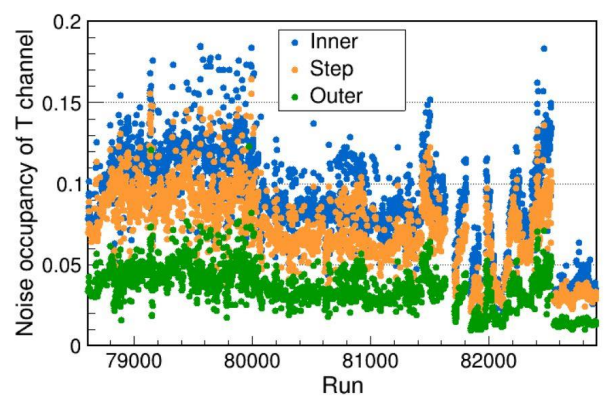 0.2
Inner
Step
Outer
0.15
0.1
0.05
0
Noise occupancy of T channel
79000 80000 81000 82000
Run